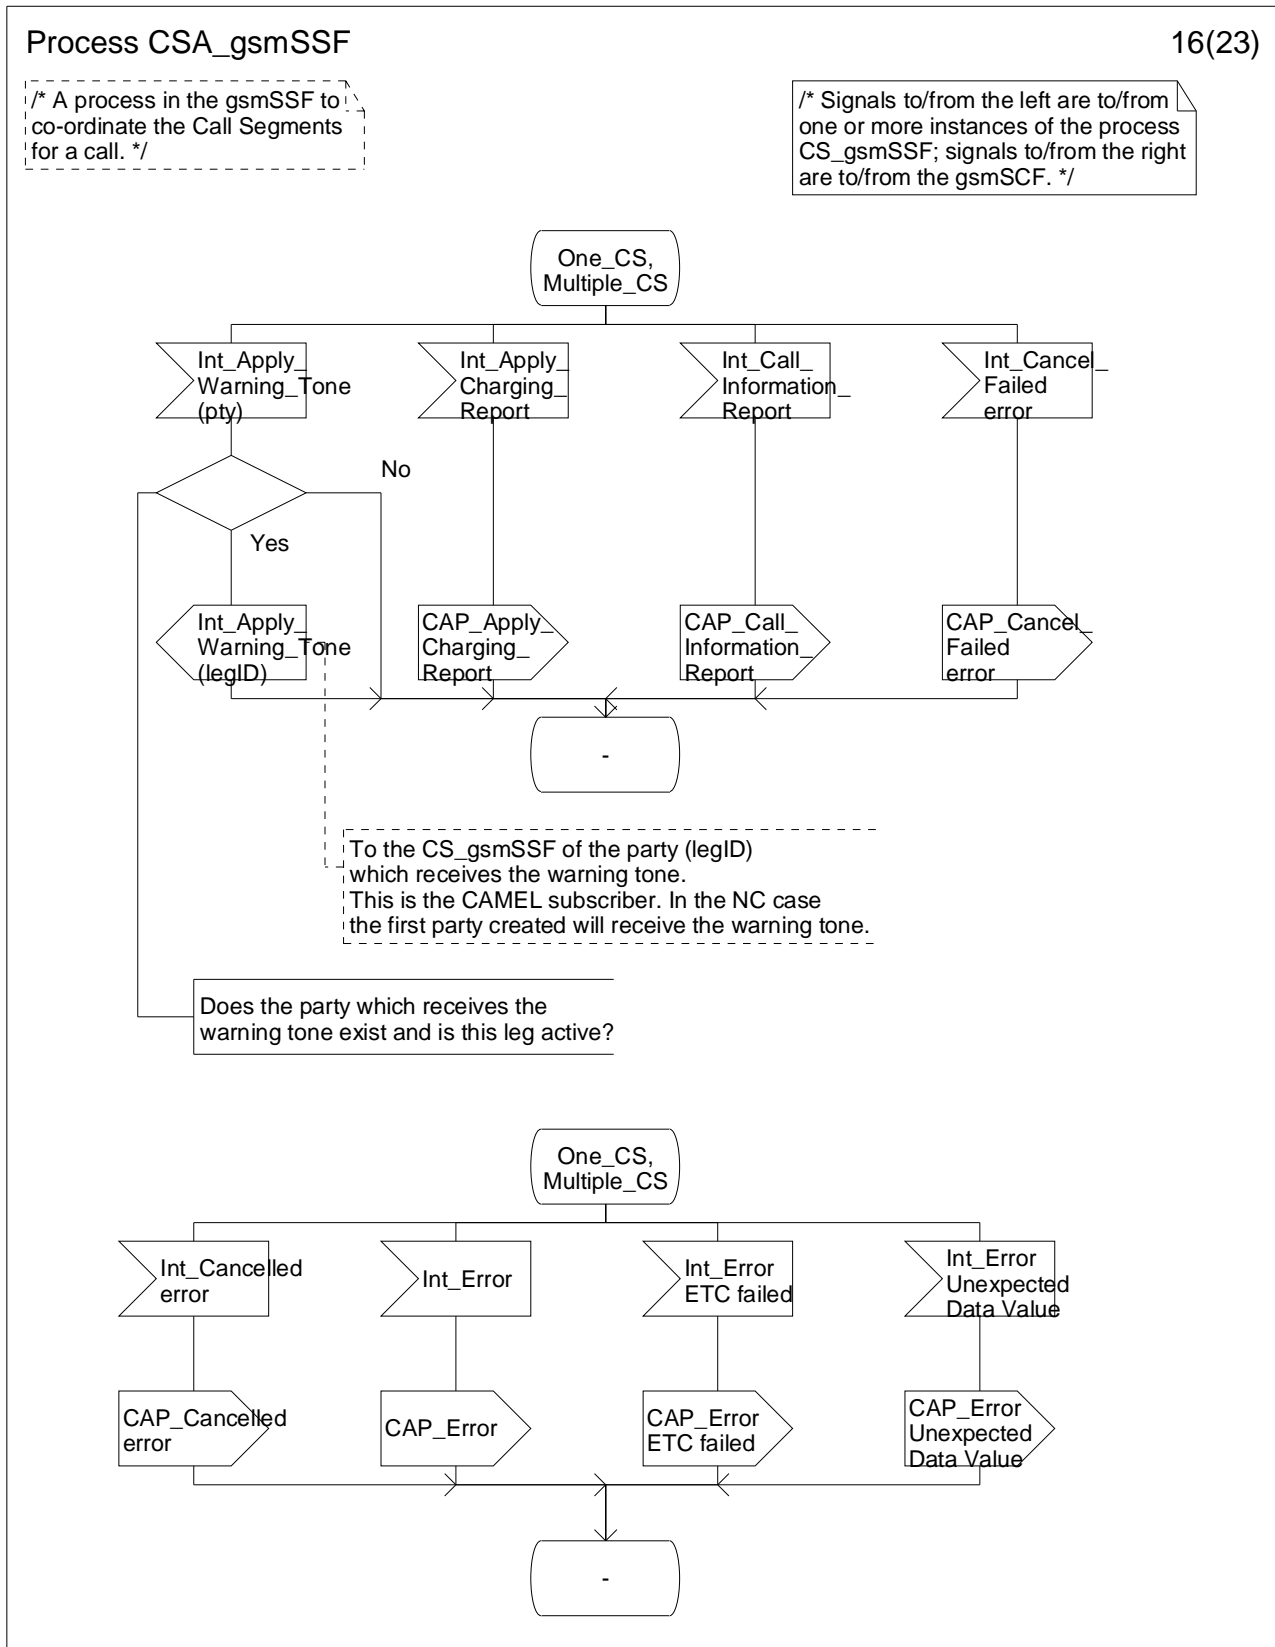 Process CSA_gsmSSF
16(23)
/* A process in the gsmSSF to
co-ordinate the Call Segments
for a call. */
/* Signals to/from the left are to/from
one or more instances of the process
CS_gsmSSF; signals to/from the right
are to/from the gsmSCF. */
One_CS,
Multiple_CS
Int_Apply_
Warning_Tone
(pty)
Int_Apply_
Charging_
Report
Int_Call_
Information_
Report
Int_Cancel_
Failed
error
No
Yes
Int_Apply_
Warning_Tone
(legID)
CAP_Apply_
Charging_
Report
CAP_Call_
Information_
Report
CAP_Cancel_
Failed
error
-
To the CS_gsmSSF of the party (legID)
which receives the warning tone.
This is the CAMEL subscriber. In the NC case
the first party created will receive the warning tone.
Does the party which receives the
warning tone exist and is this leg active?
One_CS,
Multiple_CS
Int_Cancelled
error
Int_Error
Int_Error
ETC failed
Int_Error
Unexpected
Data Value
CAP_Cancelled
error
CAP_Error
CAP_Error
ETC failed
CAP_Error
Unexpected
Data Value
-